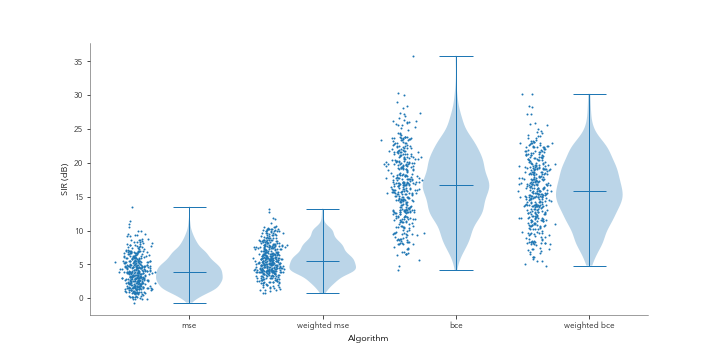 35
30
25
20
15
10
5
0
SIR (dB)
mse
weighted mse
bce
weighted bce
Algorithm